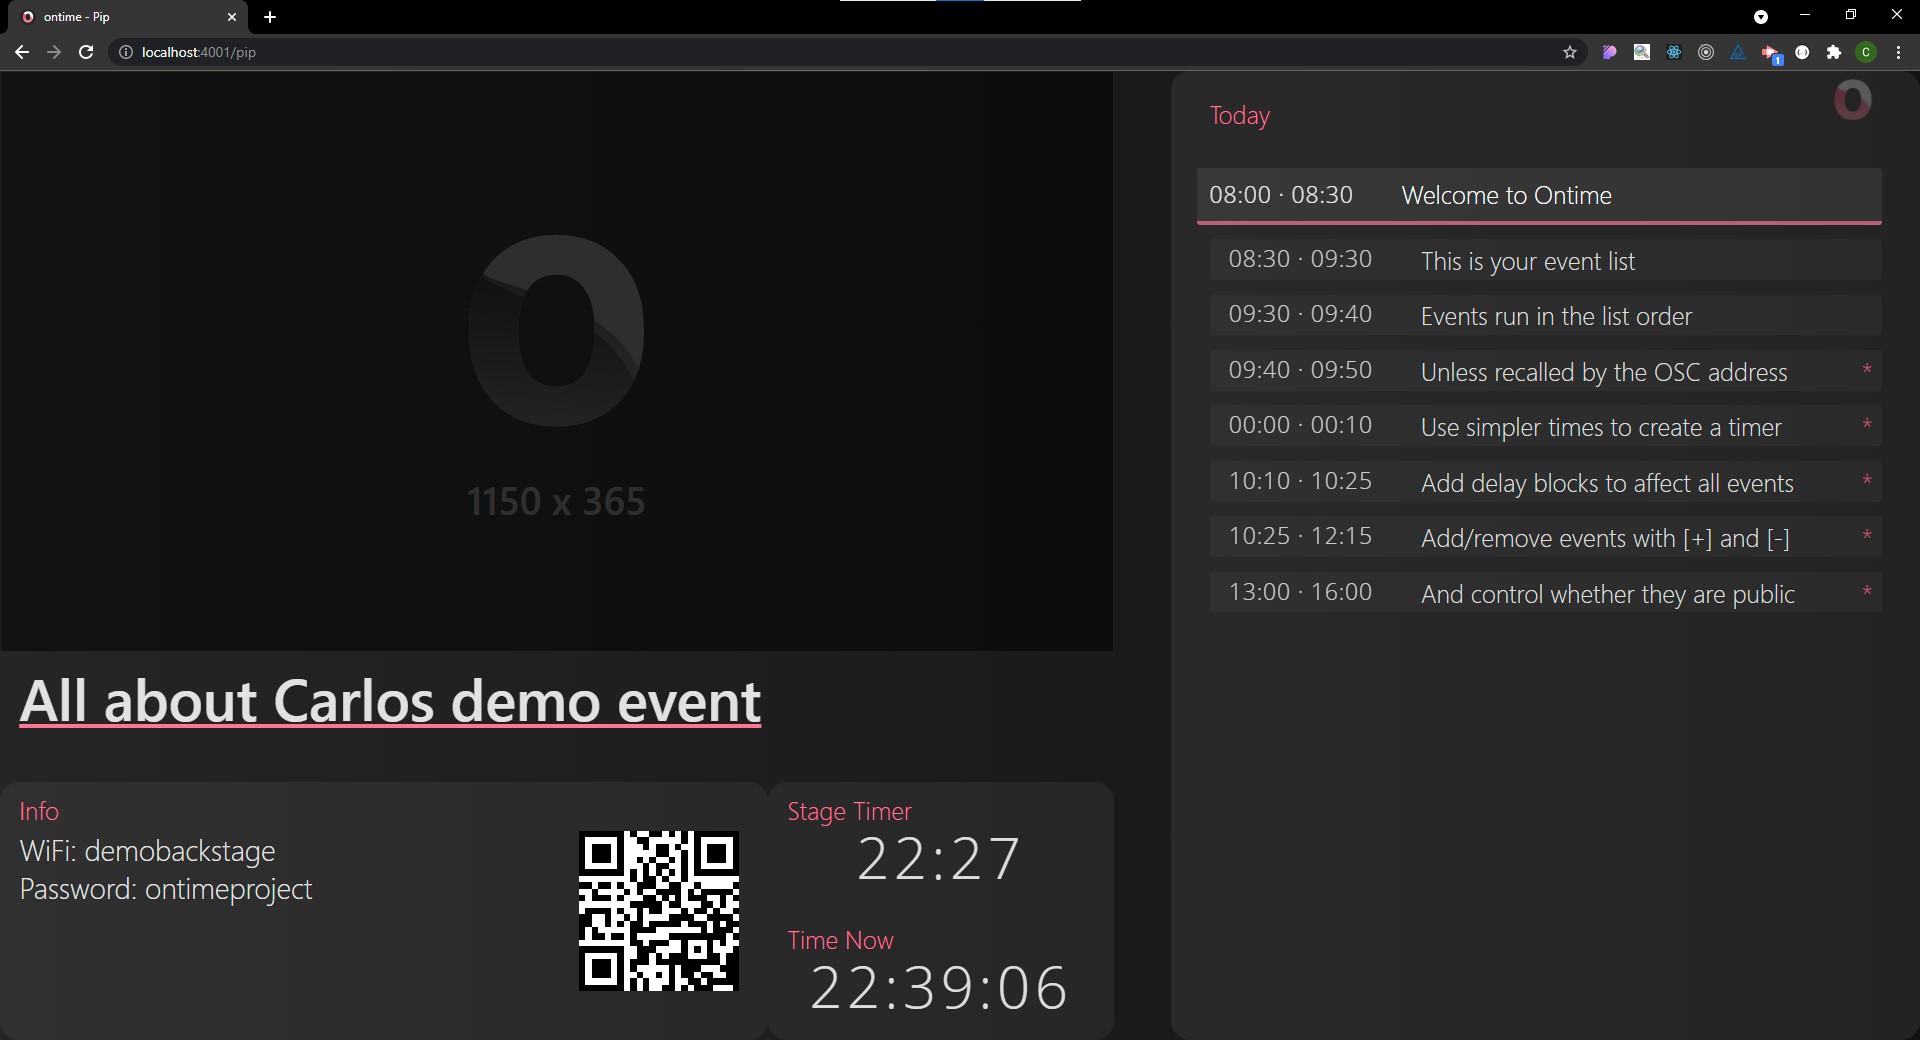 ontime - Pip
localhost:4001/pip
1
C
Today
08:00 · 08:30 Welcome to Ontime
08:30 · 09:30 This is your event list
09:30 · 09:40 Events run in the list order
09:40 · 09:50 Unless recalled by the OSC address *
00:00 · 00:10 Use simpler times to create a timer *
10:10 · 10:25 Add delay blocks to affect all events *
10:25 · 12:15 Add/remove events with [+] and [-] *
13:00 · 16:00 And control whether they are public *
1150 x 365
All about Carlos demo event
Info
WiFi: demobackstage
Password: ontimeproject
Stage Timer
22:27
Time Now
22:39:06